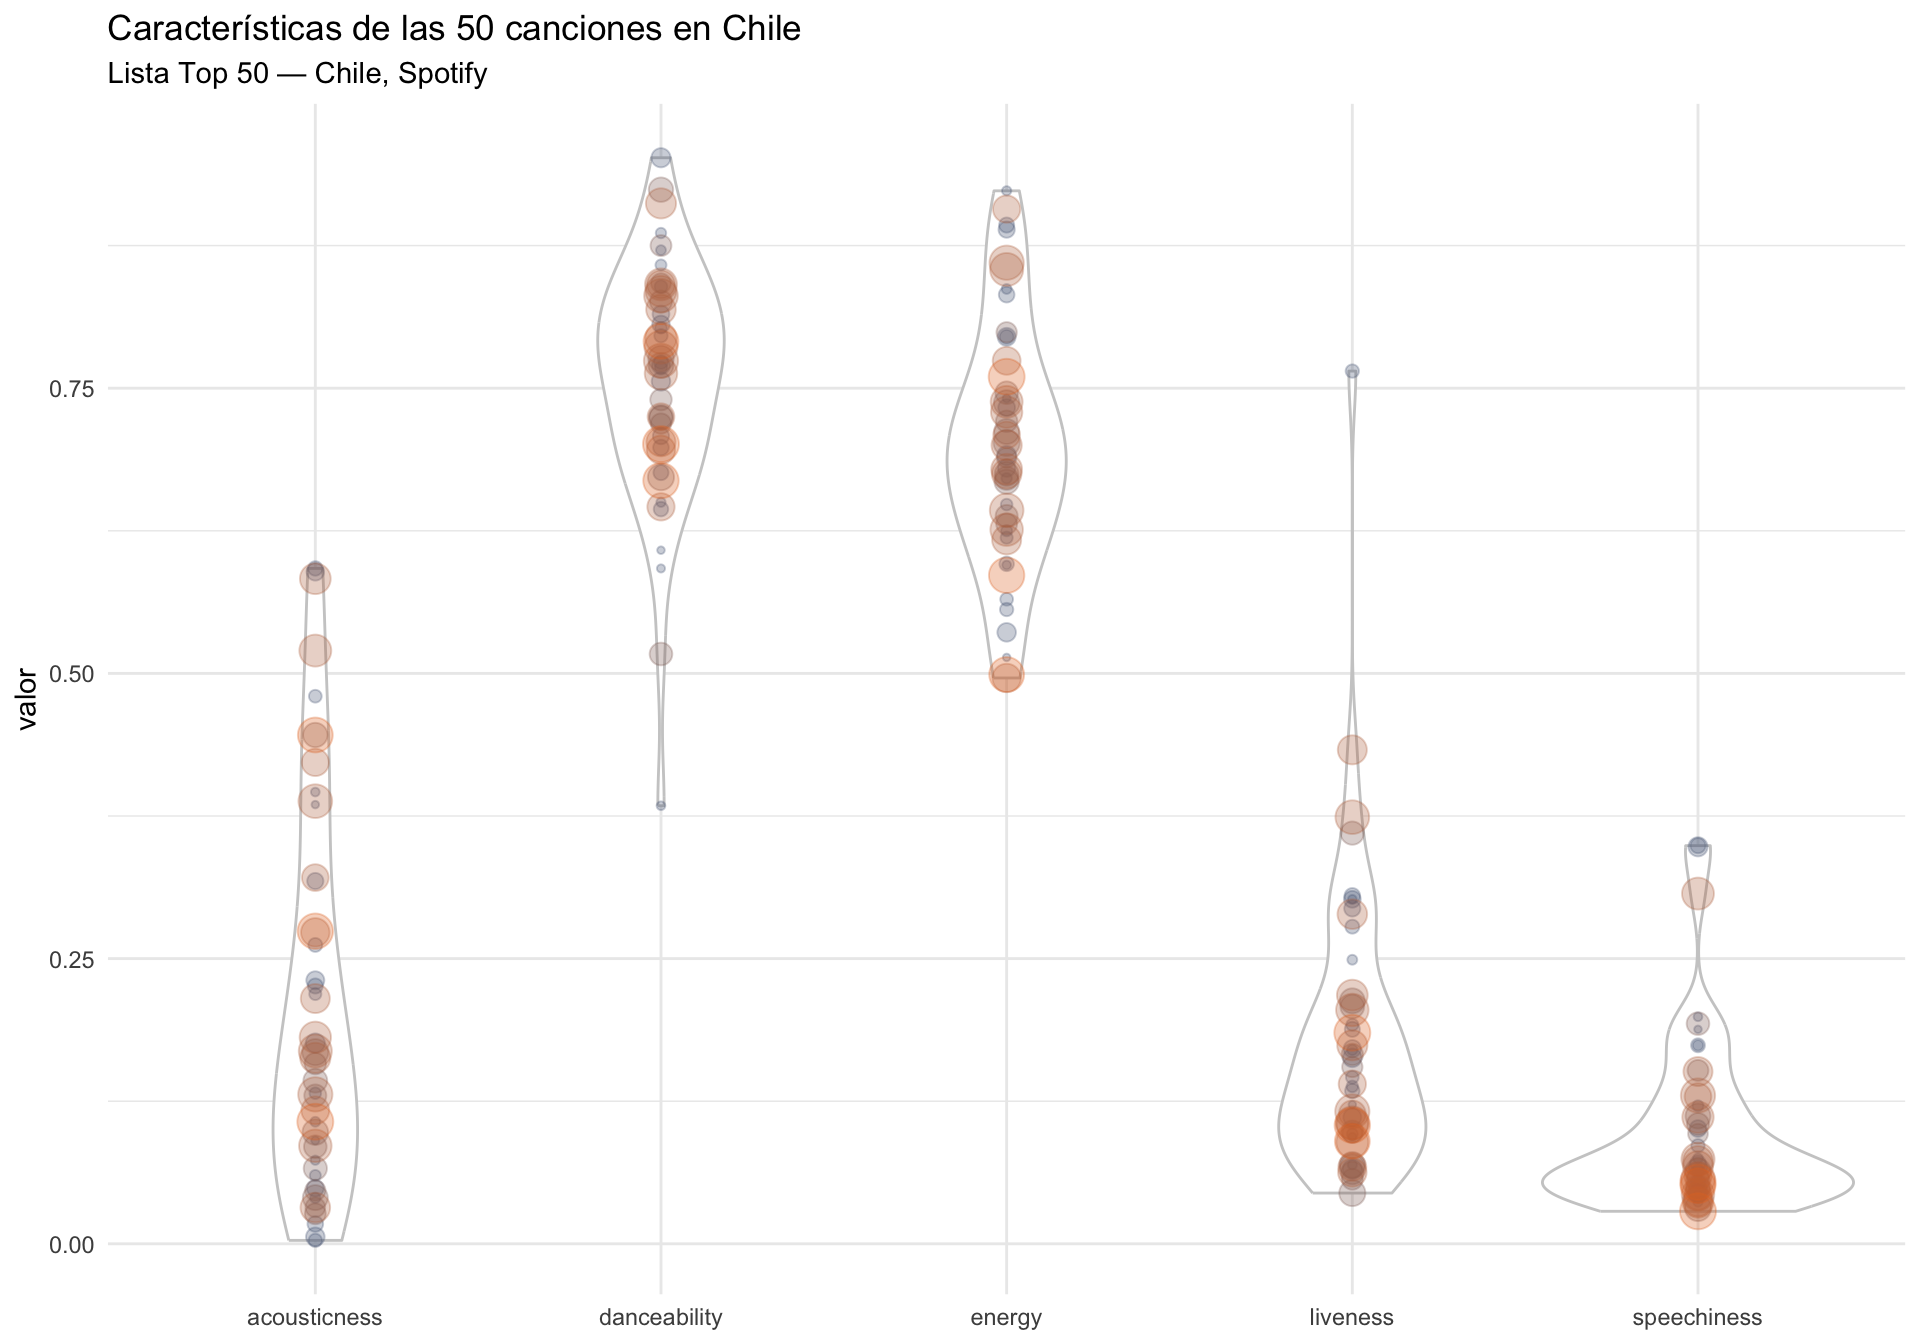 Características de las 50 canciones en Chile
Lista Top 50 — Chile, Spotify
valor
0.75
0.50
0.25
0.00
acousticness danceability energy liveness speechiness